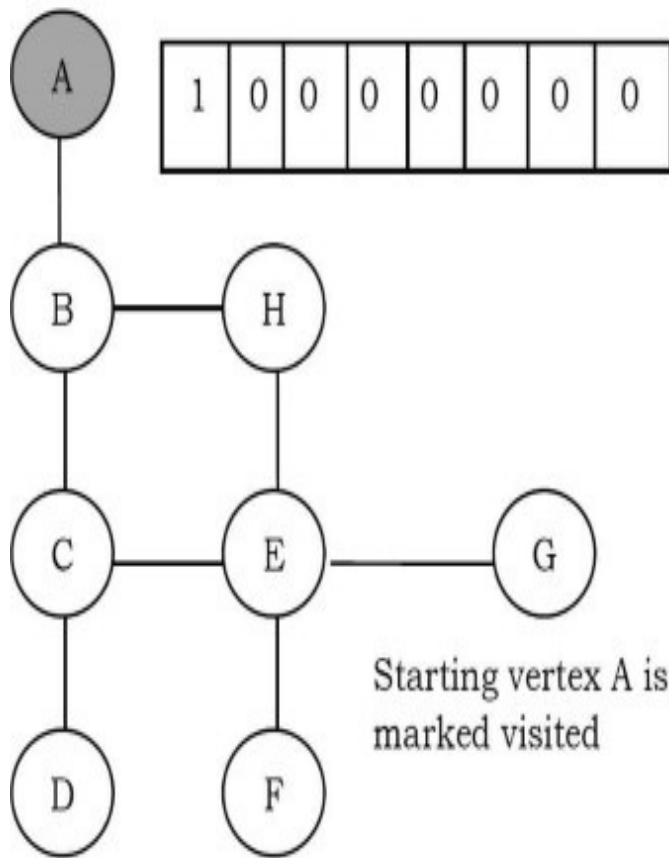 A
1 0 0 0 0 0 0 0
B H
C E G
Starting vertex A is
marked visited
D F